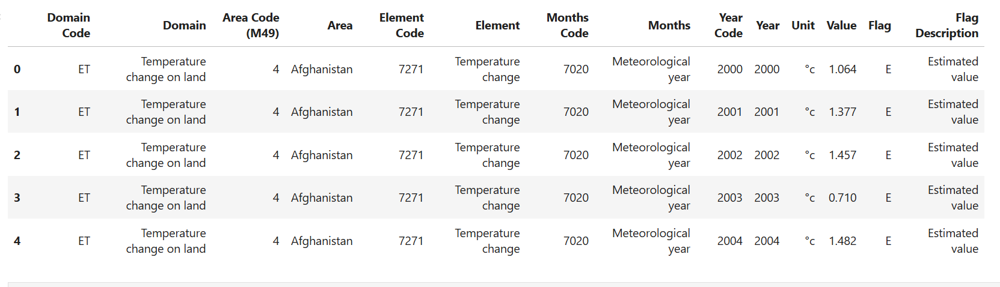 Domain Code Domain Area Code (M49) Area Element Code Element Months Code Months Year Code Year Unit Value Flag Flag Description
0 ET Temperature change on land 4 Afghanistan 7271 Temperature change 7020 Meteorological year 2000 2000 °c 1.064 E Estimated value
1 ET Temperature change on land 4 Afghanistan 7271 Temperature change 7020 Meteorological year 2001 2001 °c 1.377 E Estimated value
2 ET Temperature change on land 4 Afghanistan 7271 Temperature change 7020 Meteorological year 2002 2002 °c 1.457 E Estimated value
3 ET Temperature change on land 4 Afghanistan 7271 Temperature change 7020 Meteorological year 2003 2003 °c 0.710 E Estimated value
4 ET Temperature change on land 4 Afghanistan 7271 Temperature change 7020 Meteorological year 2004 2004 °c 1.482 E Estimated value